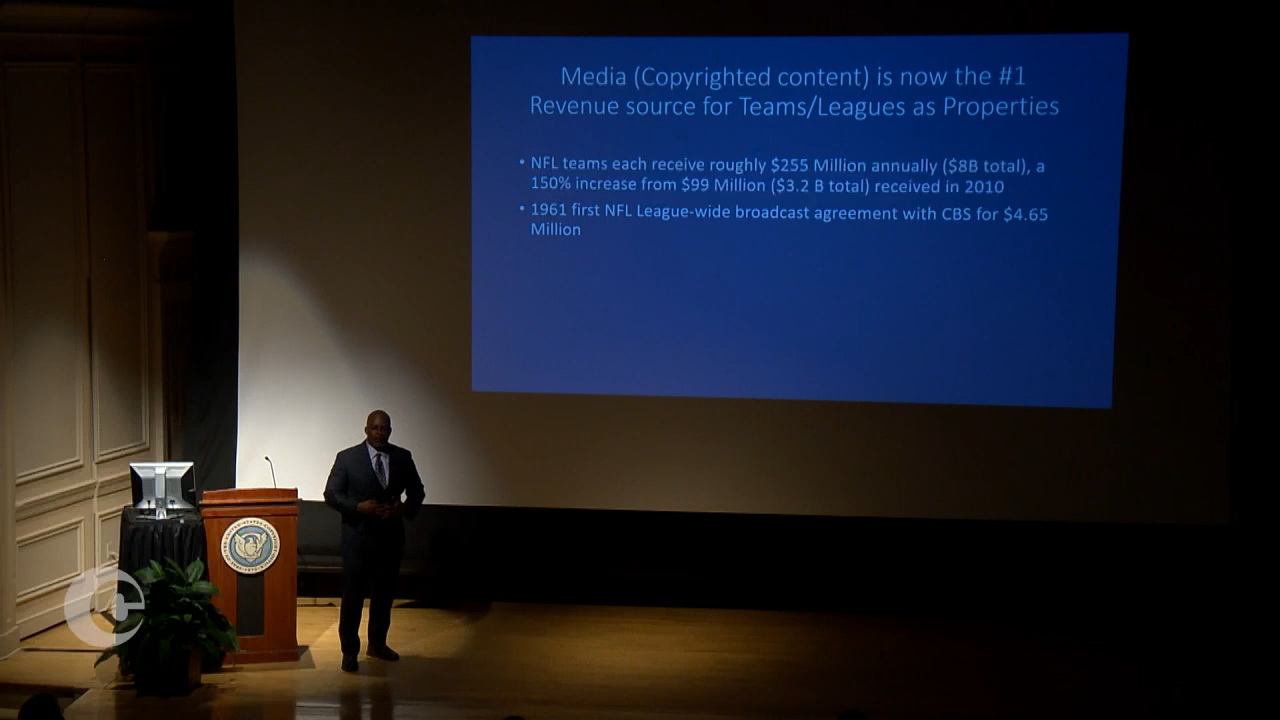 Media (Copyrighted content) is now the #1
Revenue source for Teams/Leagues as Properties
• NFL teams each receive roughly $255 Million annually ($8B total), a
150% increase from $99 Million ($3.2 B total) received in 2010
• 1961 first NFL League-wide broadcast agreement with CBS for $4.65
Million